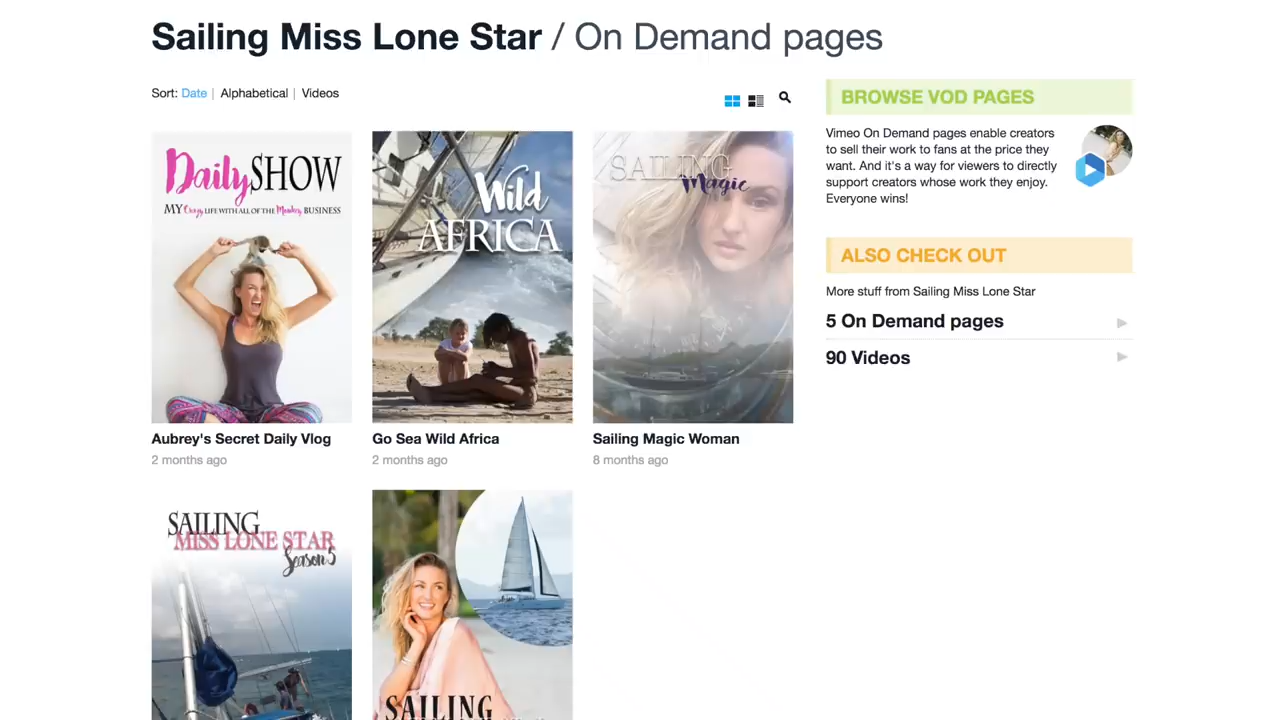 Sailing Miss Lone Star / On Demand pages
Sort: Date | Alphabetical | Videos
DailySHOW
MY Crazy LIFE WITH ALL OF THE Monkey BUSINESS
Aubrey's Secret Daily Vlog
2 months ago
Wild
AFRICA
Go Sea Wild Africa
2 months ago
SAILING
Magic
Sailing Magic Woman
8 months ago
SAILING
MISS LONE STAR
Season 5
SAILING
BROWSE VOD PAGES
Vimeo On Demand pages enable creators
to sell their work to fans at the price they
want. And it's a way for viewers to directly
support creators whose work they enjoy.
Everyone wins!
ALSO CHECK OUT
More stuff from Sailing Miss Lone Star
5 On Demand pages
90 Videos